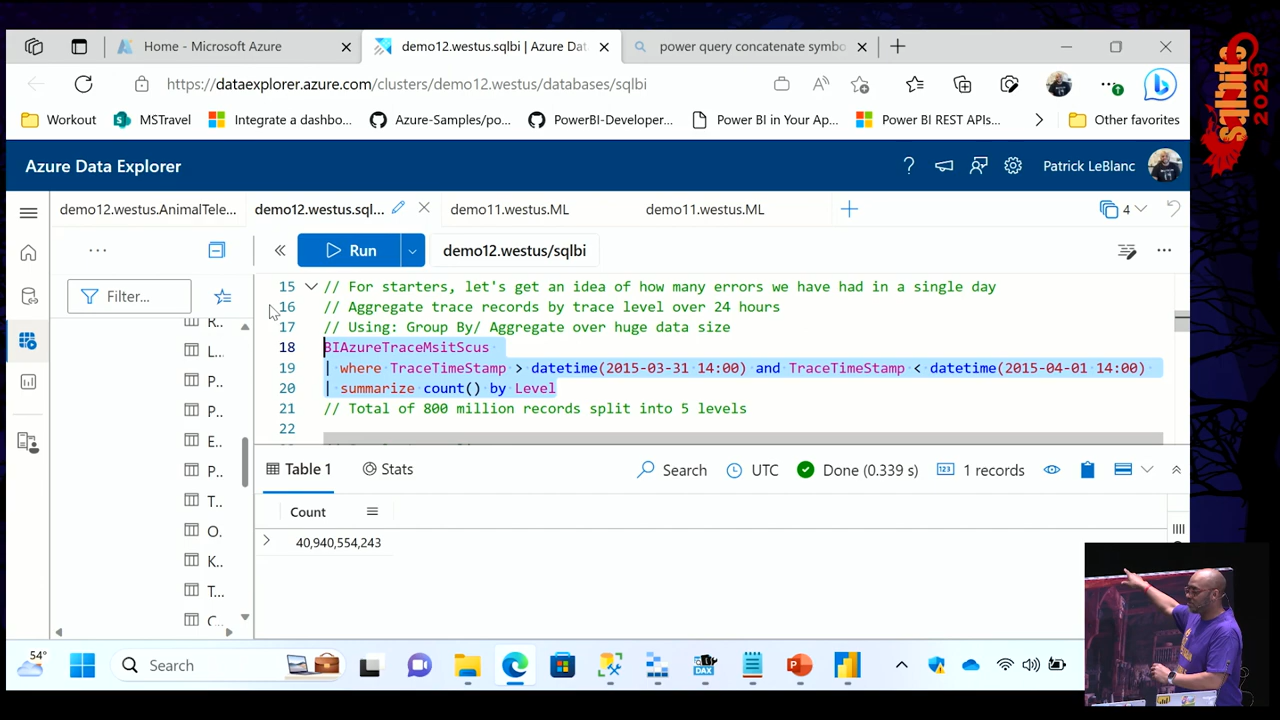 Home - Microsoft Azure
demo12.westus.sqlbi | Azure Dat
power query concatenate symbo
https://dataexplorer.azure.com/clusters/demo12.westus/databases/sqlbi
Workout
MSTravel
Integrate a dashbo...
Azure-Samples/po...
PowerBI-Developer...
Power BI in Your Ap...
Power BI REST APIs...
Other favorites
sqlbits
2023
Azure Data Explorer
Patrick LeBlanc
demo12.westus.AnimalTele...
demo12.westus.sql...
demo11.westus.ML
demo11.westus.ML
4
Run
demo12.westus/sqlbi
Filter...
R..
L...
P..
P..
E..
P..
T..
O.
K..
T...
C..
15 // For starters, let's get an idea of how many errors we have had in a single day
16 // Aggregate trace records by trace level over 24 hours
17 // Using: Group By/ Aggregate over huge data size
18 BIAzureTraceMsitScus
19 | where TraceTimeStamp > datetime(2015-03-31 14:00) and TraceTimeStamp < datetime(2015-04-01 14:00)
20 | summarize count() by Level
21 // Total of 800 million records split into 5 levels
22
Table 1
Stats
Search
UTC
Done (0.339 s)
123
1 records
Count
40,940,554,243
54°
Search
DAX